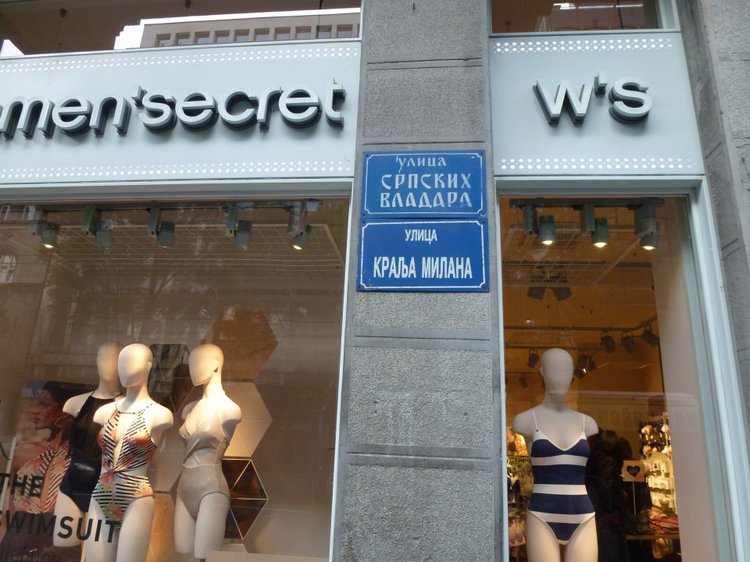 men'secret
w's
улица
СРПСКИХ
ВЛАДАРА
УЛИЦА
КРАЉА МИЛАНА
THE
SWIMSUIT